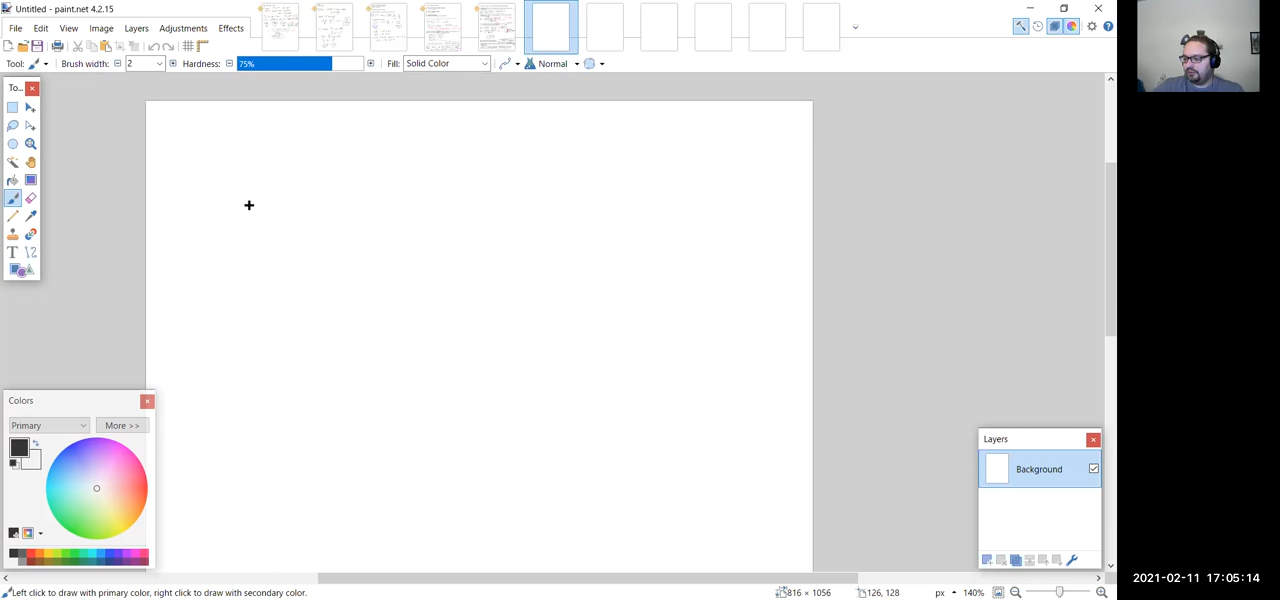 Untitled - paint.net 4.2.15
File Edit View Image Layers Adjustments Effects
Tool: Brush width: 2 Hardness: 75% Fill: Solid Color Normal
To...
Colors
Primary More >>
Layers
Background
2021-02-11 17:05:14
Left click to draw with primary color, right click to draw with secondary color. 816 × 1056 126, 128 px 140%